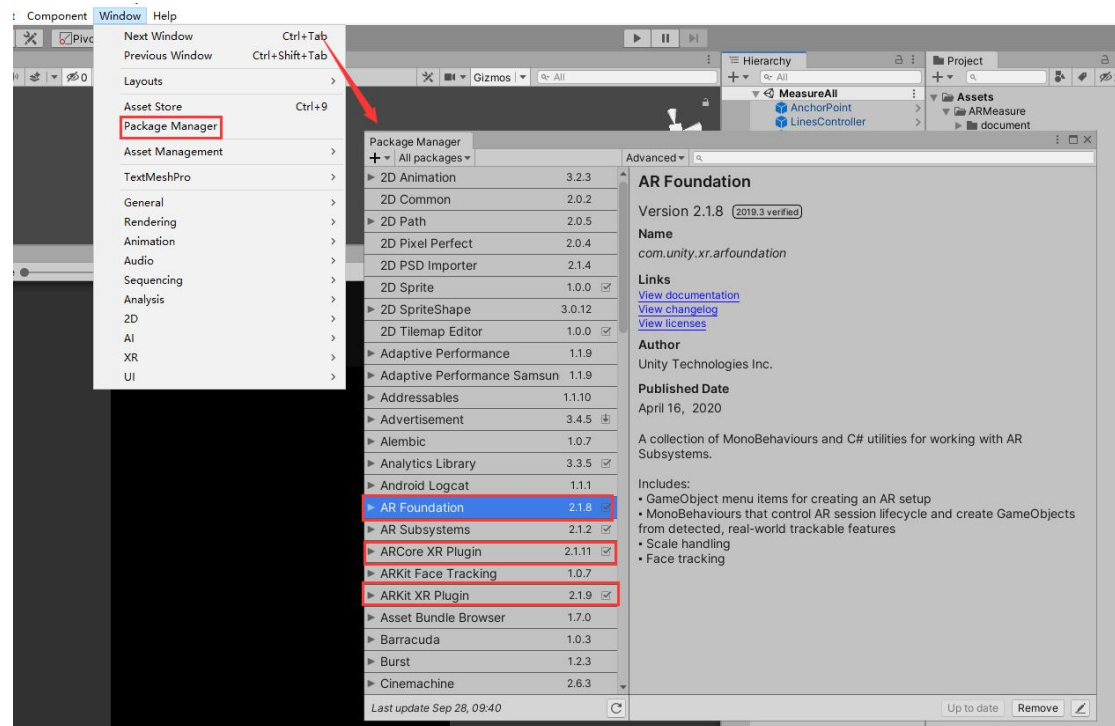 Component Window Help
Pivo
0
Gizmos
All
Next Window Ctrl+Tab
Previous Window Ctrl+Shift+Tab
Layouts
Asset Store Ctrl+9
Package Manager
Asset Management
TextMeshPro
General
Rendering
Animation
Audio
Sequencing
Analysis
2D
AI
XR
UI
Hierarchy
All
MeasureAll
AnchorPoint
LinesController
Project
Assets
ARMeasure
document
Package Manager
All packages
Advanced
2D Animation 3.2.3
2D Common 2.0.2
2D Path 2.0.5
2D Pixel Perfect 2.0.4
2D PSD Importer 2.1.4
2D Sprite 1.0.0
2D SpriteShape 3.0.12
2D Tilemap Editor 1.0.0
Adaptive Performance 1.1.9
Adaptive Performance Samsun 1.1.9
Addressables 1.1.10
Advertisement 3.4.5
Alembic 1.0.7
Analytics Library 3.3.5
Android Logcat 1.1.1
AR Foundation 2.1.8
AR Subsystems 2.1.2
ARCore XR Plugin 2.1.11
ARKit Face Tracking 1.0.7
ARKit XR Plugin 2.1.9
Asset Bundle Browser 1.7.0
Barracuda 1.0.3
Burst 1.2.3
Cinemachine 2.6.3
Last update Sep 28, 09:40
AR Foundation
Version 2.1.8 2019.3 verified
Name
com.unity.xr.arfoundation
Links
View documentation
View changelog
View licenses
Author
Unity Technologies Inc.
Published Date
April 16, 2020
A collection of MonoBehaviours and C# utilities for working with AR
Subsystems.
Includes:
• GameObject menu items for creating an AR setup
• MonoBehaviours that control AR session lifecycle and create GameObjects
from detected, real-world trackable features
• Scale handling
• Face tracking
Up to date Remove